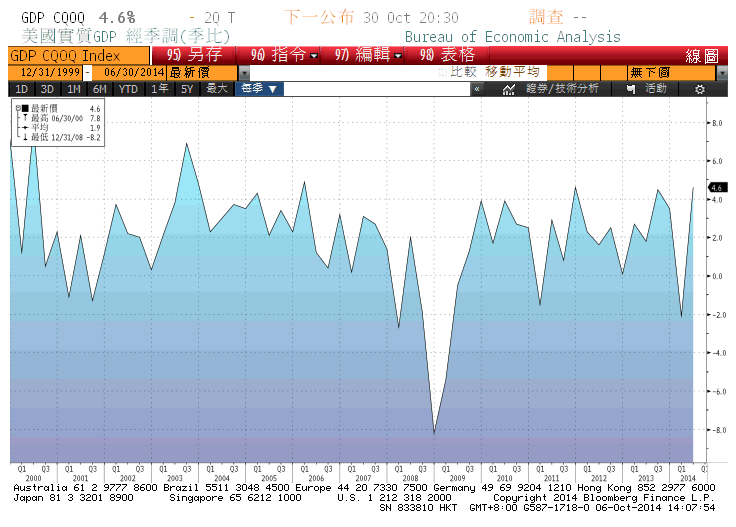 GDP CQOQ 4.6% - 2Q T 下一公布 30 Oct 20:30 調查 --
美國實質GDP 經季調(季比) Bureau of Economic Analysis
GDP CQOQ Index 95) 另存 96) 指令 97) 編輯 98) 表格 線圖
12/31/1999 - 06/30/2014 最新價 比較 移動平均 無下圖
1D 3D 1M 6M YTD 1年 5Y 最大 每季 ▼ « 證券/技術分析 活動
最新價 4.6
最高 06/30/00 7.8
平均 1.9
最低 12/31/08 -8.2
8.0
6.0
4.6
4.0
2.0
0.0
-2.0
-4.0
-6.0
-8.0
Q1 Q3 Q1 Q3 Q1 Q3 Q1 Q3 Q1 Q3 Q1 Q3 Q1 Q3 Q1 Q3 Q1 Q3 Q1 Q3 Q1 Q3 Q1 Q3 Q1 Q3 Q1 Q3 Q1 Q3
2000 2001 2002 2003 2004 2005 2006 2007 2008 2009 2010 2011 2012 2013 2014
Australia 61 2 9777 8600 Brazil 5511 3048 4500 Europe 44 20 7330 7500 Germany 49 69 9204 1210 Hong Kong 852 2977 6000
Japan 81 3 3201 8900 Singapore 65 6212 1000 U.S. 1 212 318 2000 Copyright 2014 Bloomberg Finance L.P.
SN 833810 HKT GMT+8:00 G587-1718-0 06-Oct-2014 14:07:54